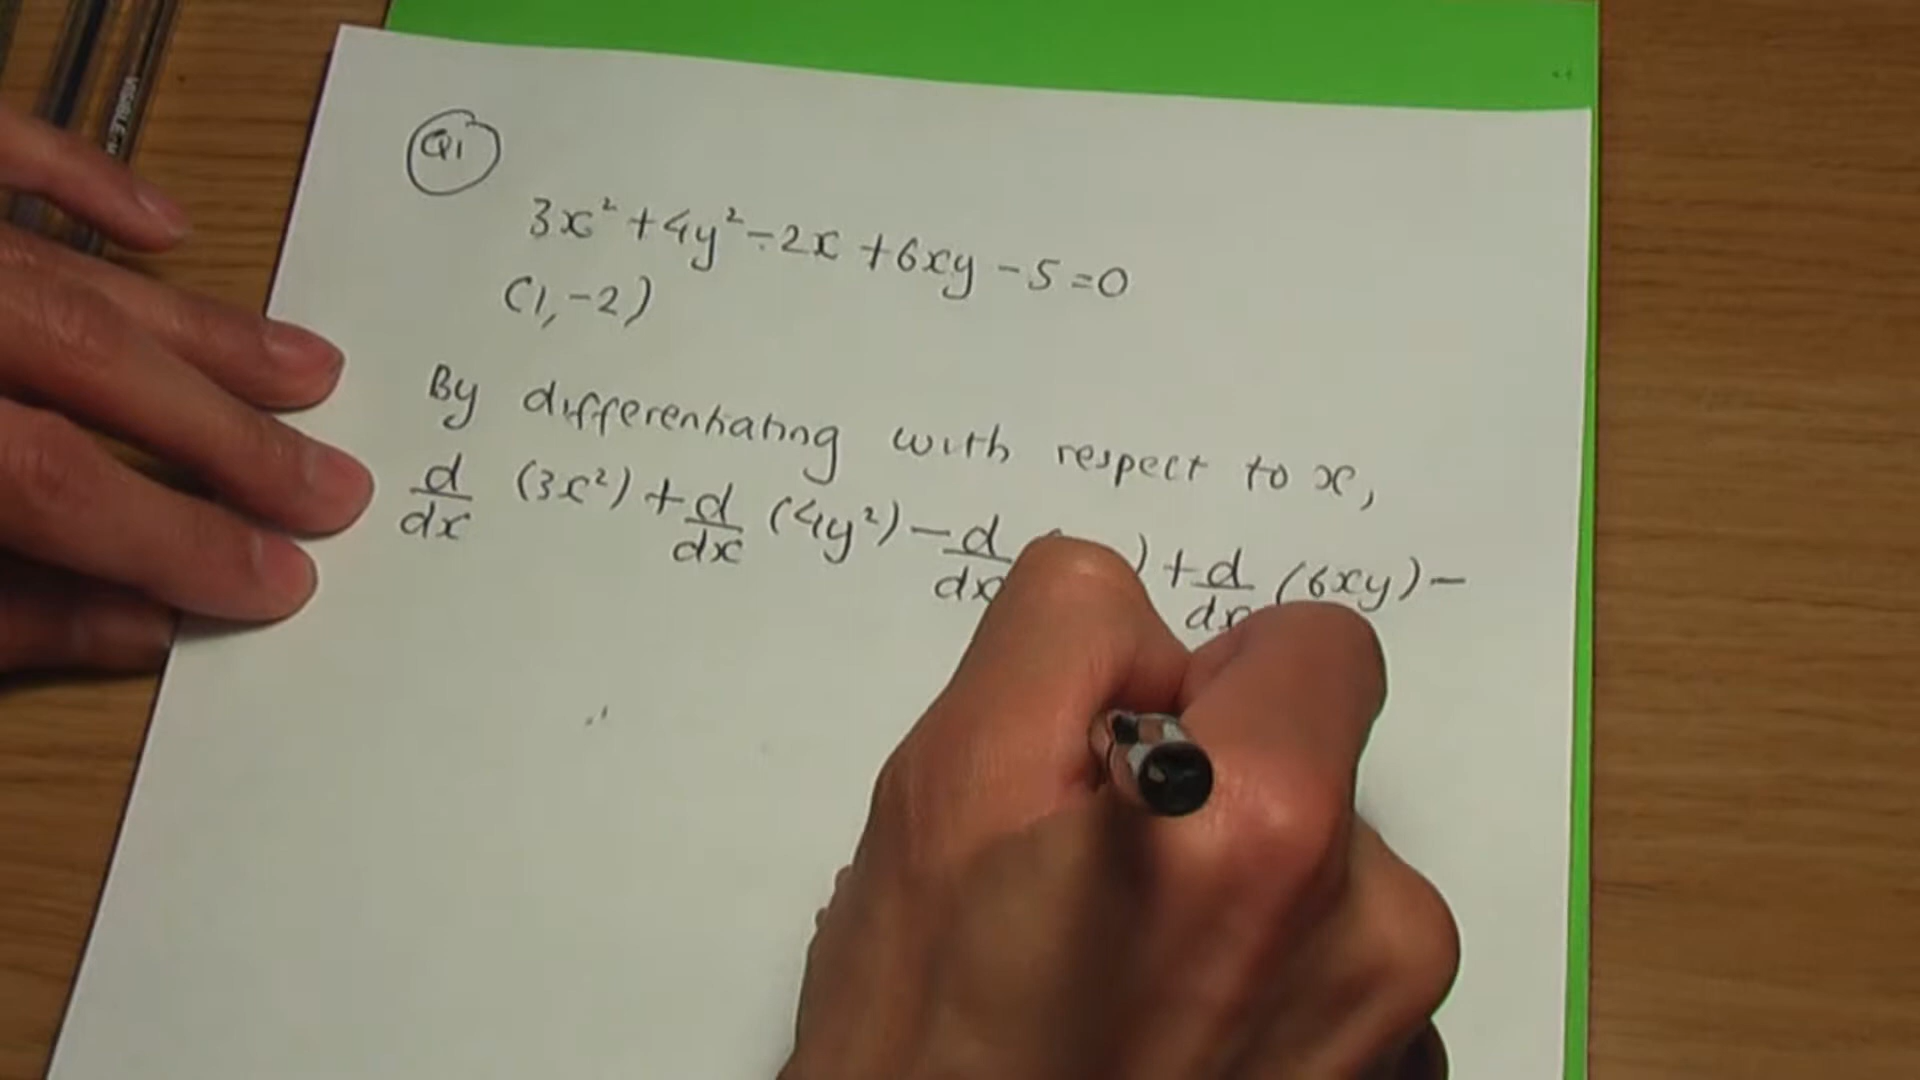 Q1
3x² + 4y² - 2x + 6xy - 5 = 0
(1, -2)
By differentiating with respect to x,
d/dx (3x²) + d/dx (4y²) - d/dx ( ) + d/dx (6xy) -